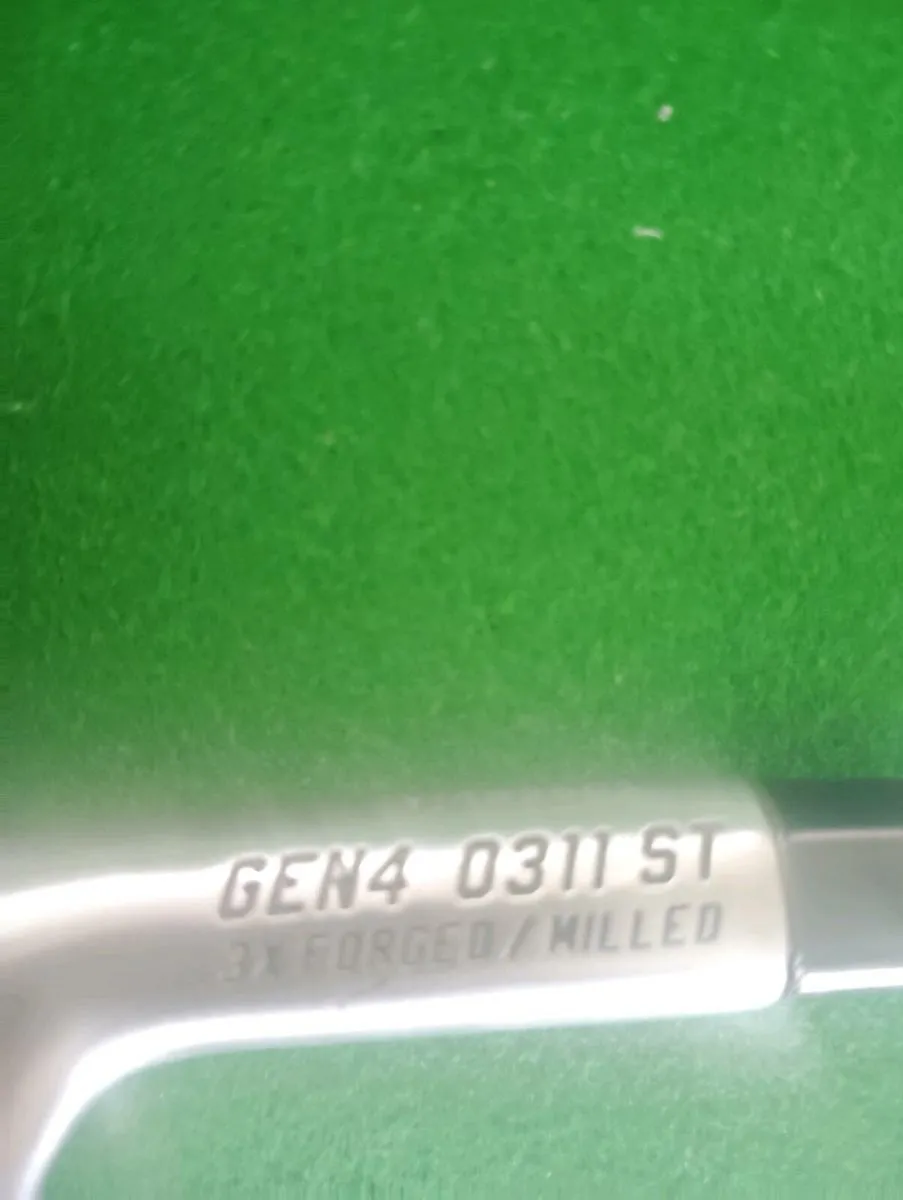 GEN4 0311 ST
3X FORGED/MILLED